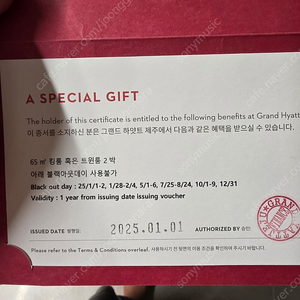 A SPECIAL GIFT
The holder of this certificate is entitled to the following benefits at Grand Hyatt
이 증서를 소지하신 분은 그랜드 하얏트 제주에서 다음과 같은 혜택을 받으실 수 있습니다.
65 ㎡ 킹룸 혹은 트윈룸 2 박
아래 블랙아웃데이 사용불가
Black out day : 25/1/1-2, 1/28-2/4, 5/1-6, 7/25-8/24, 10/1-9, 12/31
Validity : 1 year from issuing date issuing voucher
ISSUED DATE 발행일: 2025.01.01 AUTHORIZED BY 승인:
Please refer to the Terms & Conditions overleaf. 사용하시기 전 뒷면의 이용 조건을 확인하여 주시기 바랍니다.